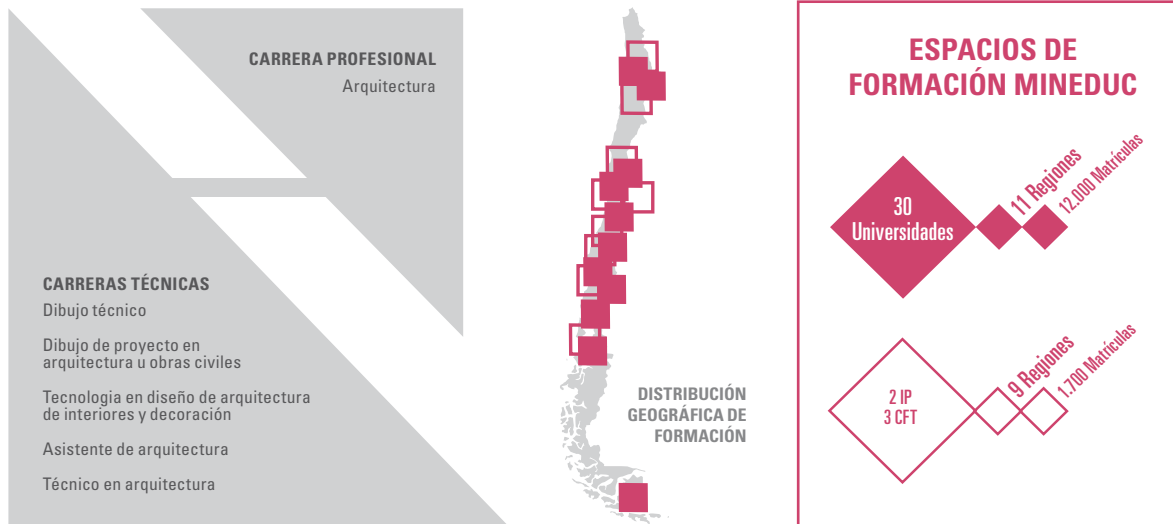 CARRERA PROFESIONAL
Arquitectura
CARRERAS TÉCNICAS
Dibujo técnico
Dibujo de proyecto en
arquitectura u obras civiles
Tecnologia en diseño de arquitectura
de interiores y decoración
Asistente de arquitectura
Técnico en arquitectura
DISTRIBUCIÓN
GEOGRÁFICA DE
FORMACIÓN
ESPACIOS DE
FORMACIÓN MINEDUC
30
Universidades
11 Regiones
12.000 Matrículas
2 IP
3 CFT
9 Regiones
1.700 Matrículas